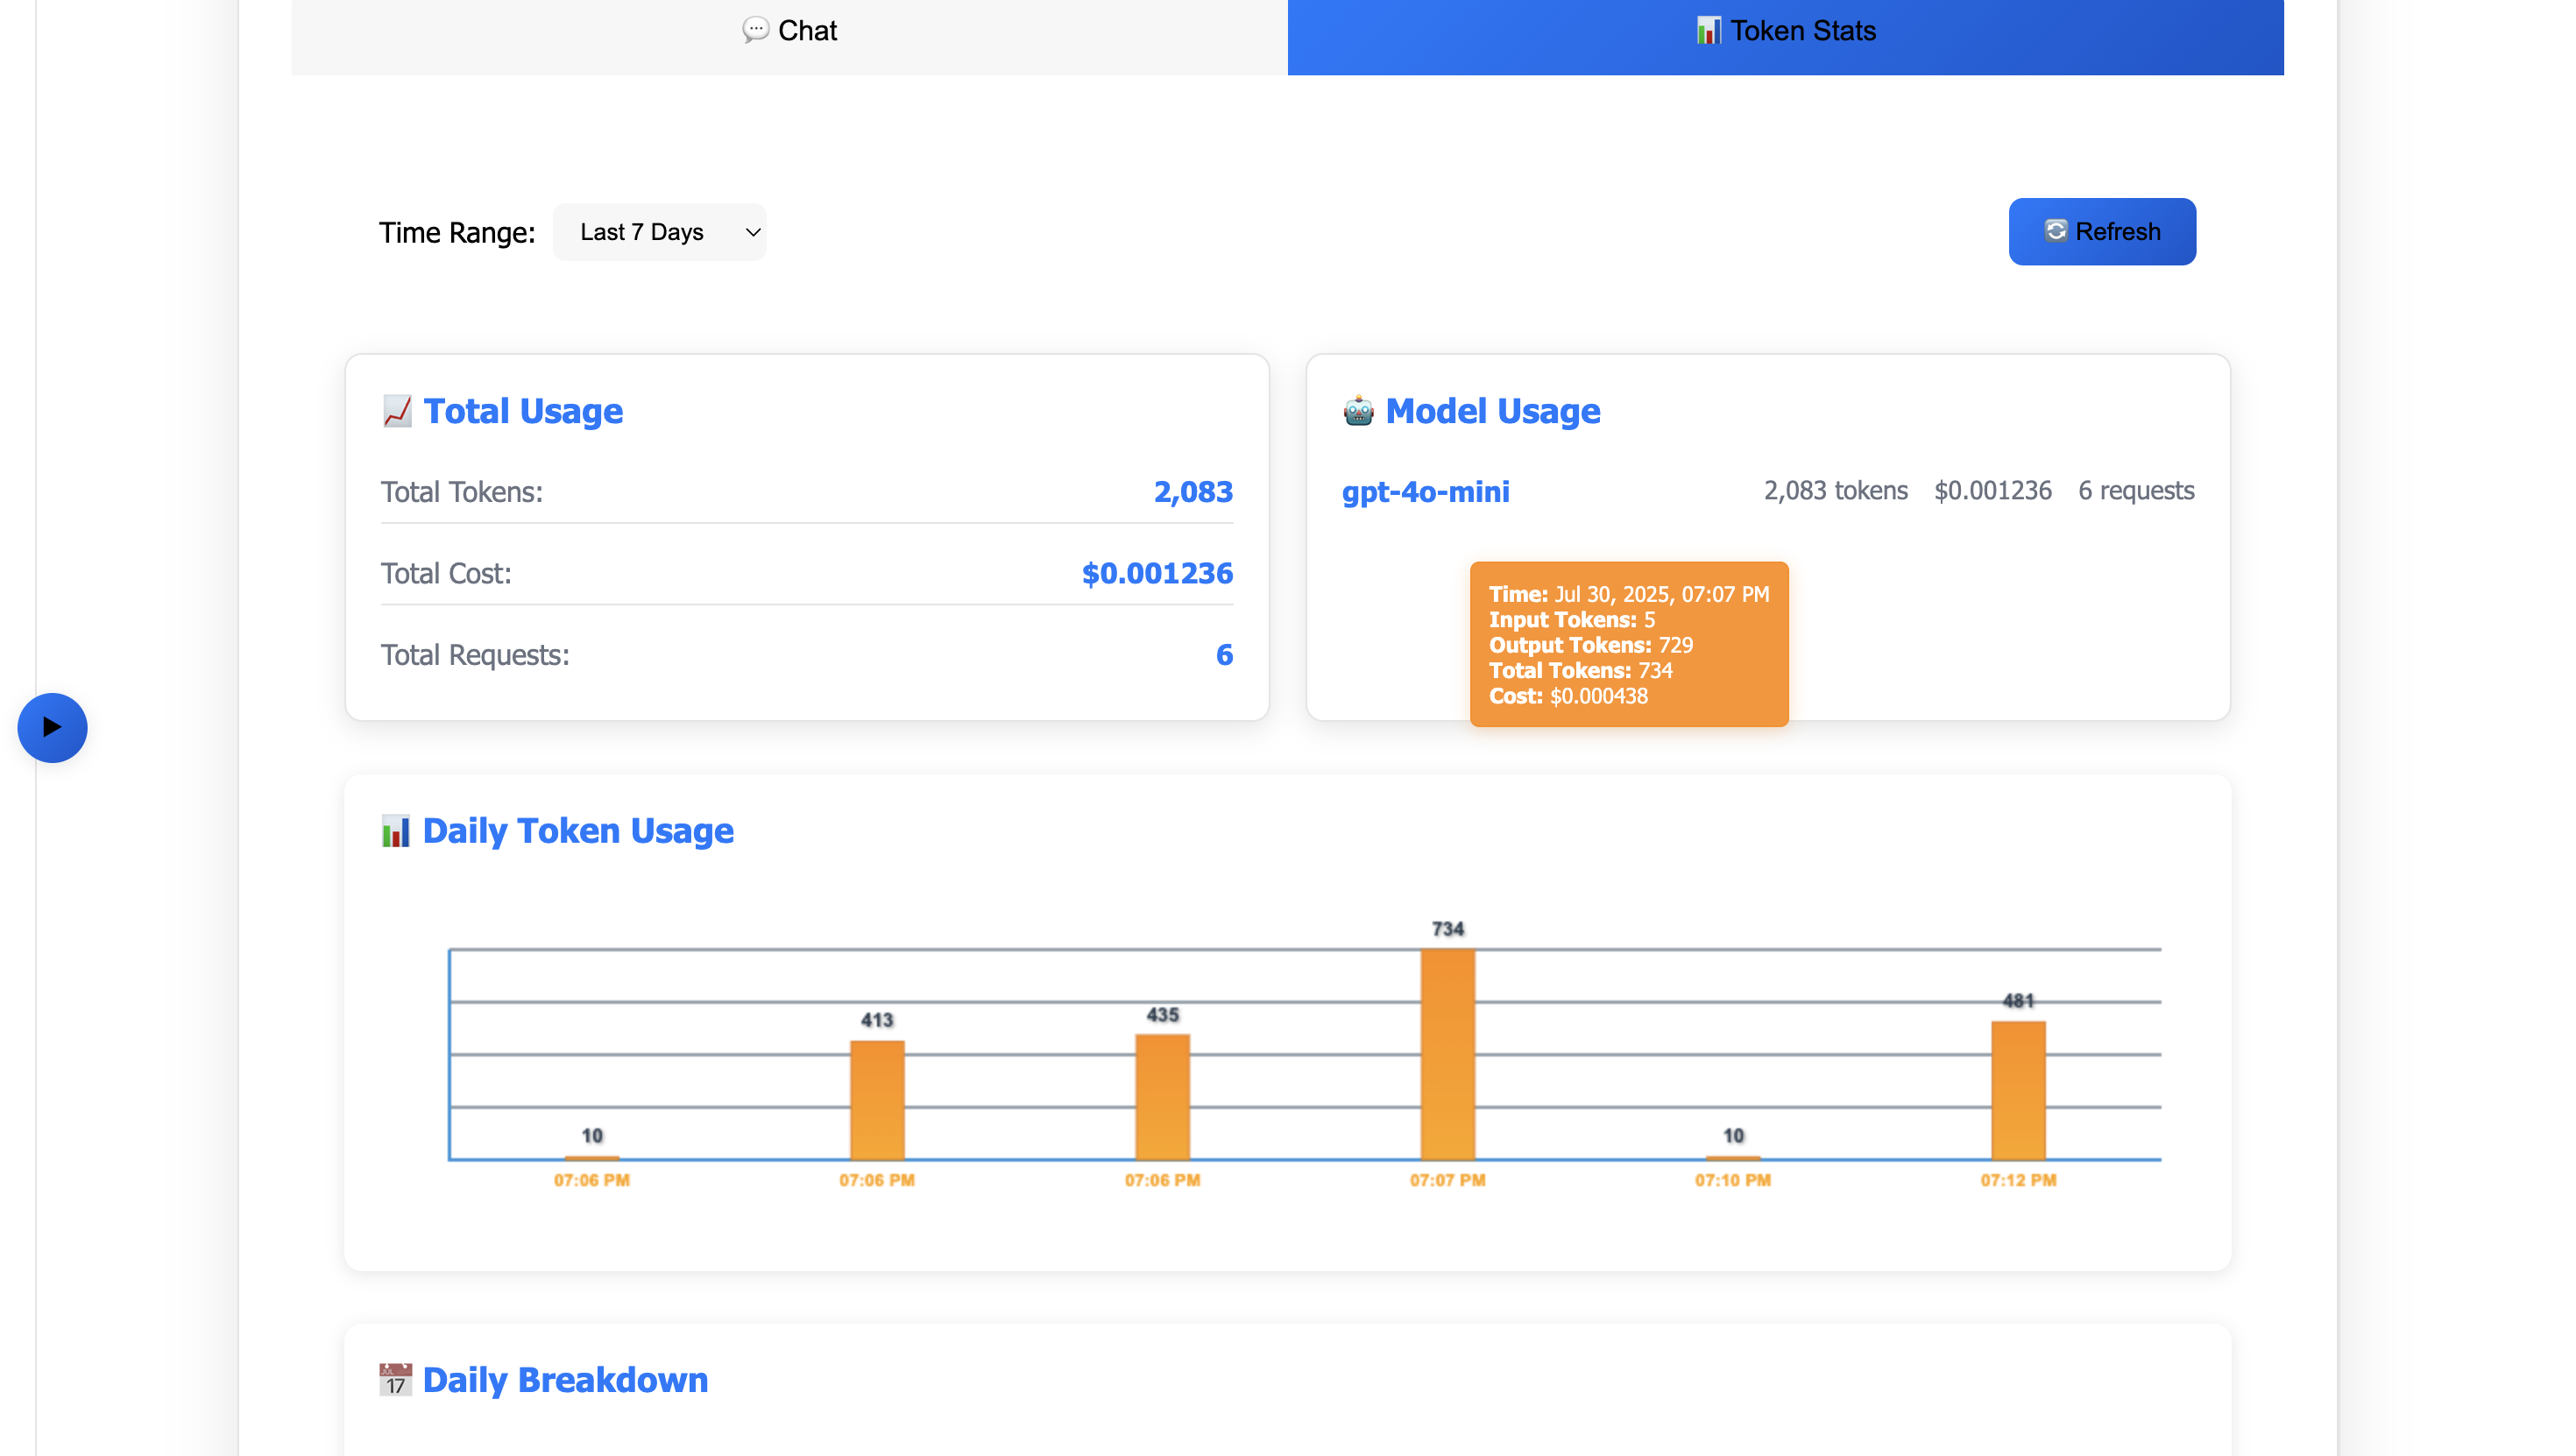 Chat
Token Stats
Time Range: Last 7 Days
Refresh
Total Usage
Total Tokens: 2,083
Total Cost: $0.001236
Total Requests: 6
Model Usage
gpt-4o-mini 2,083 tokens $0.001236 6 requests
Time: Jul 30, 2025, 07:07 PM
Input Tokens: 5
Output Tokens: 729
Total Tokens: 734
Cost: $0.000438
Daily Token Usage
734
481
435
413
10
10
07:06 PM 07:06 PM 07:06 PM 07:07 PM 07:10 PM 07:12 PM
JUL
17
Daily Breakdown